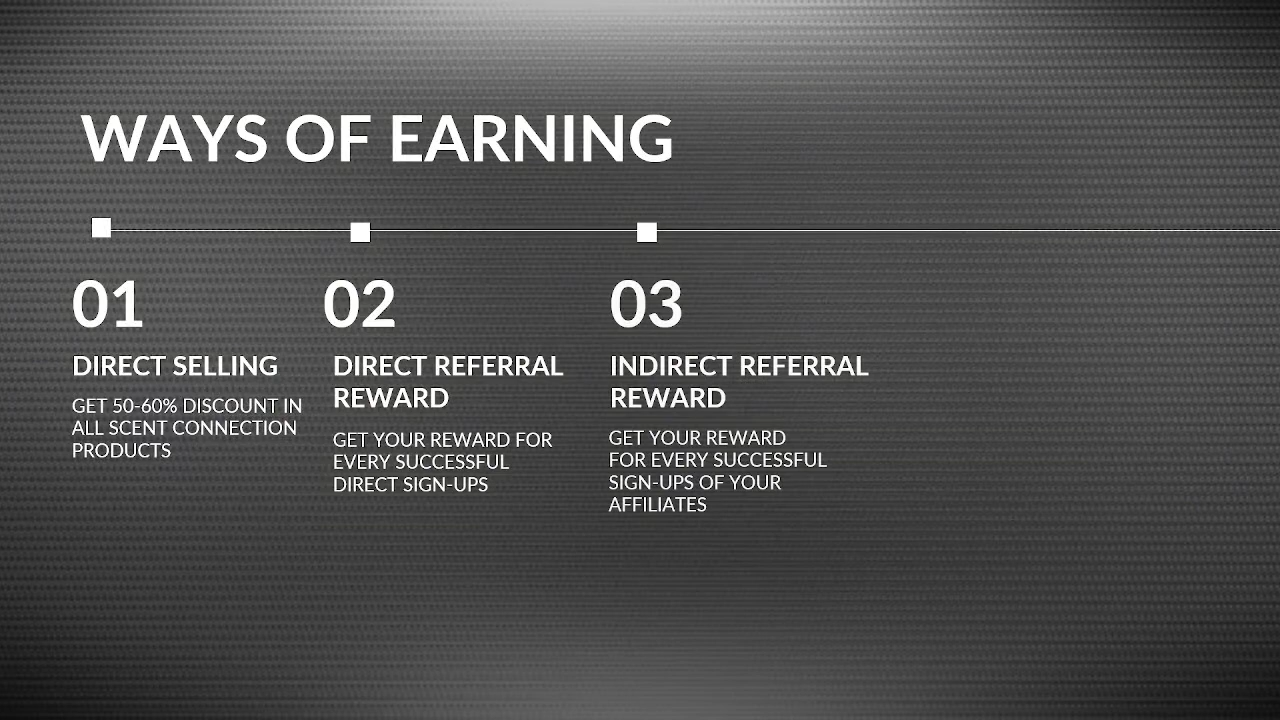 WAYS OF EARNING
01
DIRECT SELLING
GET 50-60% DISCOUNT IN
ALL SCENT CONNECTION
PRODUCTS
02
DIRECT REFERRAL
REWARD
GET YOUR REWARD FOR
EVERY SUCCESSFUL
DIRECT SIGN-UPS
03
INDIRECT REFERRAL
REWARD
GET YOUR REWARD
FOR EVERY SUCCESSFUL
SIGN-UPS OF YOUR
AFFILIATES